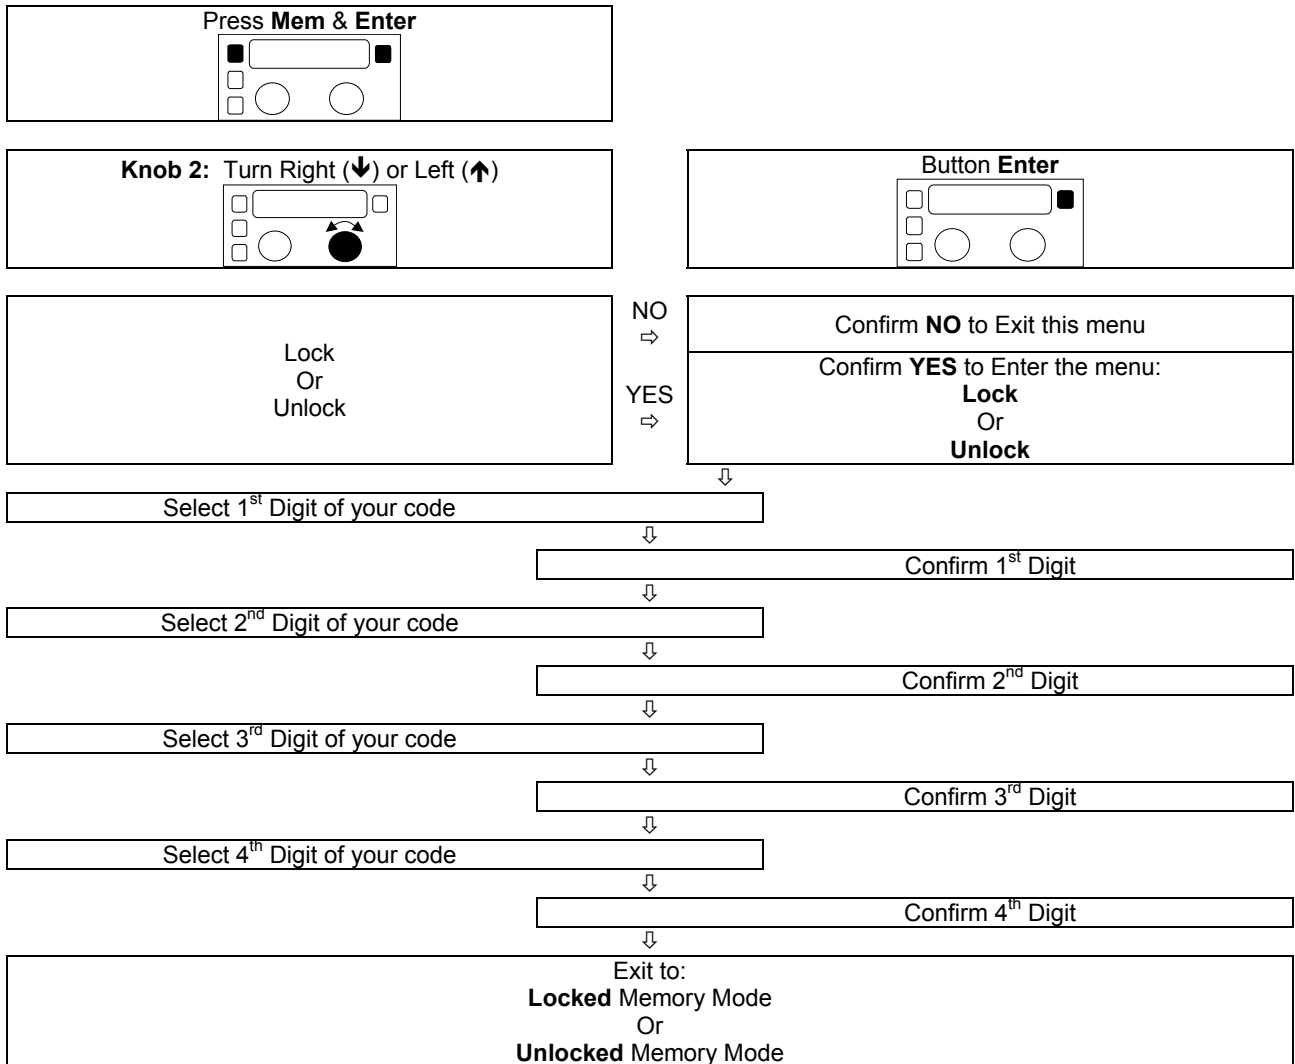 Press Mem & Enter
Knob 2: Turn Right (🡻) or Left (🡹)
Button Enter
Lock
Or
Unlock
NO
⇨
YES
⇨
Confirm NO to Exit this menu
Confirm YES to Enter the menu:
Lock
Or
Unlock
⇩
Select 1st Digit of your code
⇩
Confirm 1st Digit
⇩
Select 2nd Digit of your code
⇩
Confirm 2nd Digit
⇩
Select 3rd Digit of your code
⇩
Confirm 3rd Digit
⇩
Select 4th Digit of your code
⇩
Confirm 4th Digit
⇩
Exit to:
Locked Memory Mode
Or
Unlocked Memory Mode